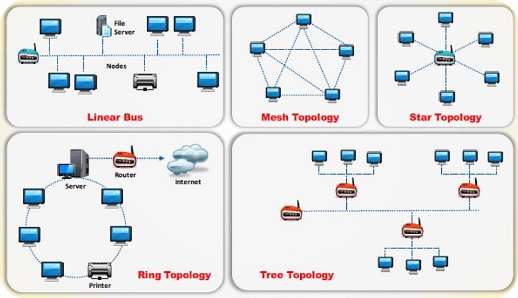 File
Server
Nodes
Linear Bus
Mesh Topology
Star Topology
Server
Router
Internet
Printer
Ring Topology
Tree Topology